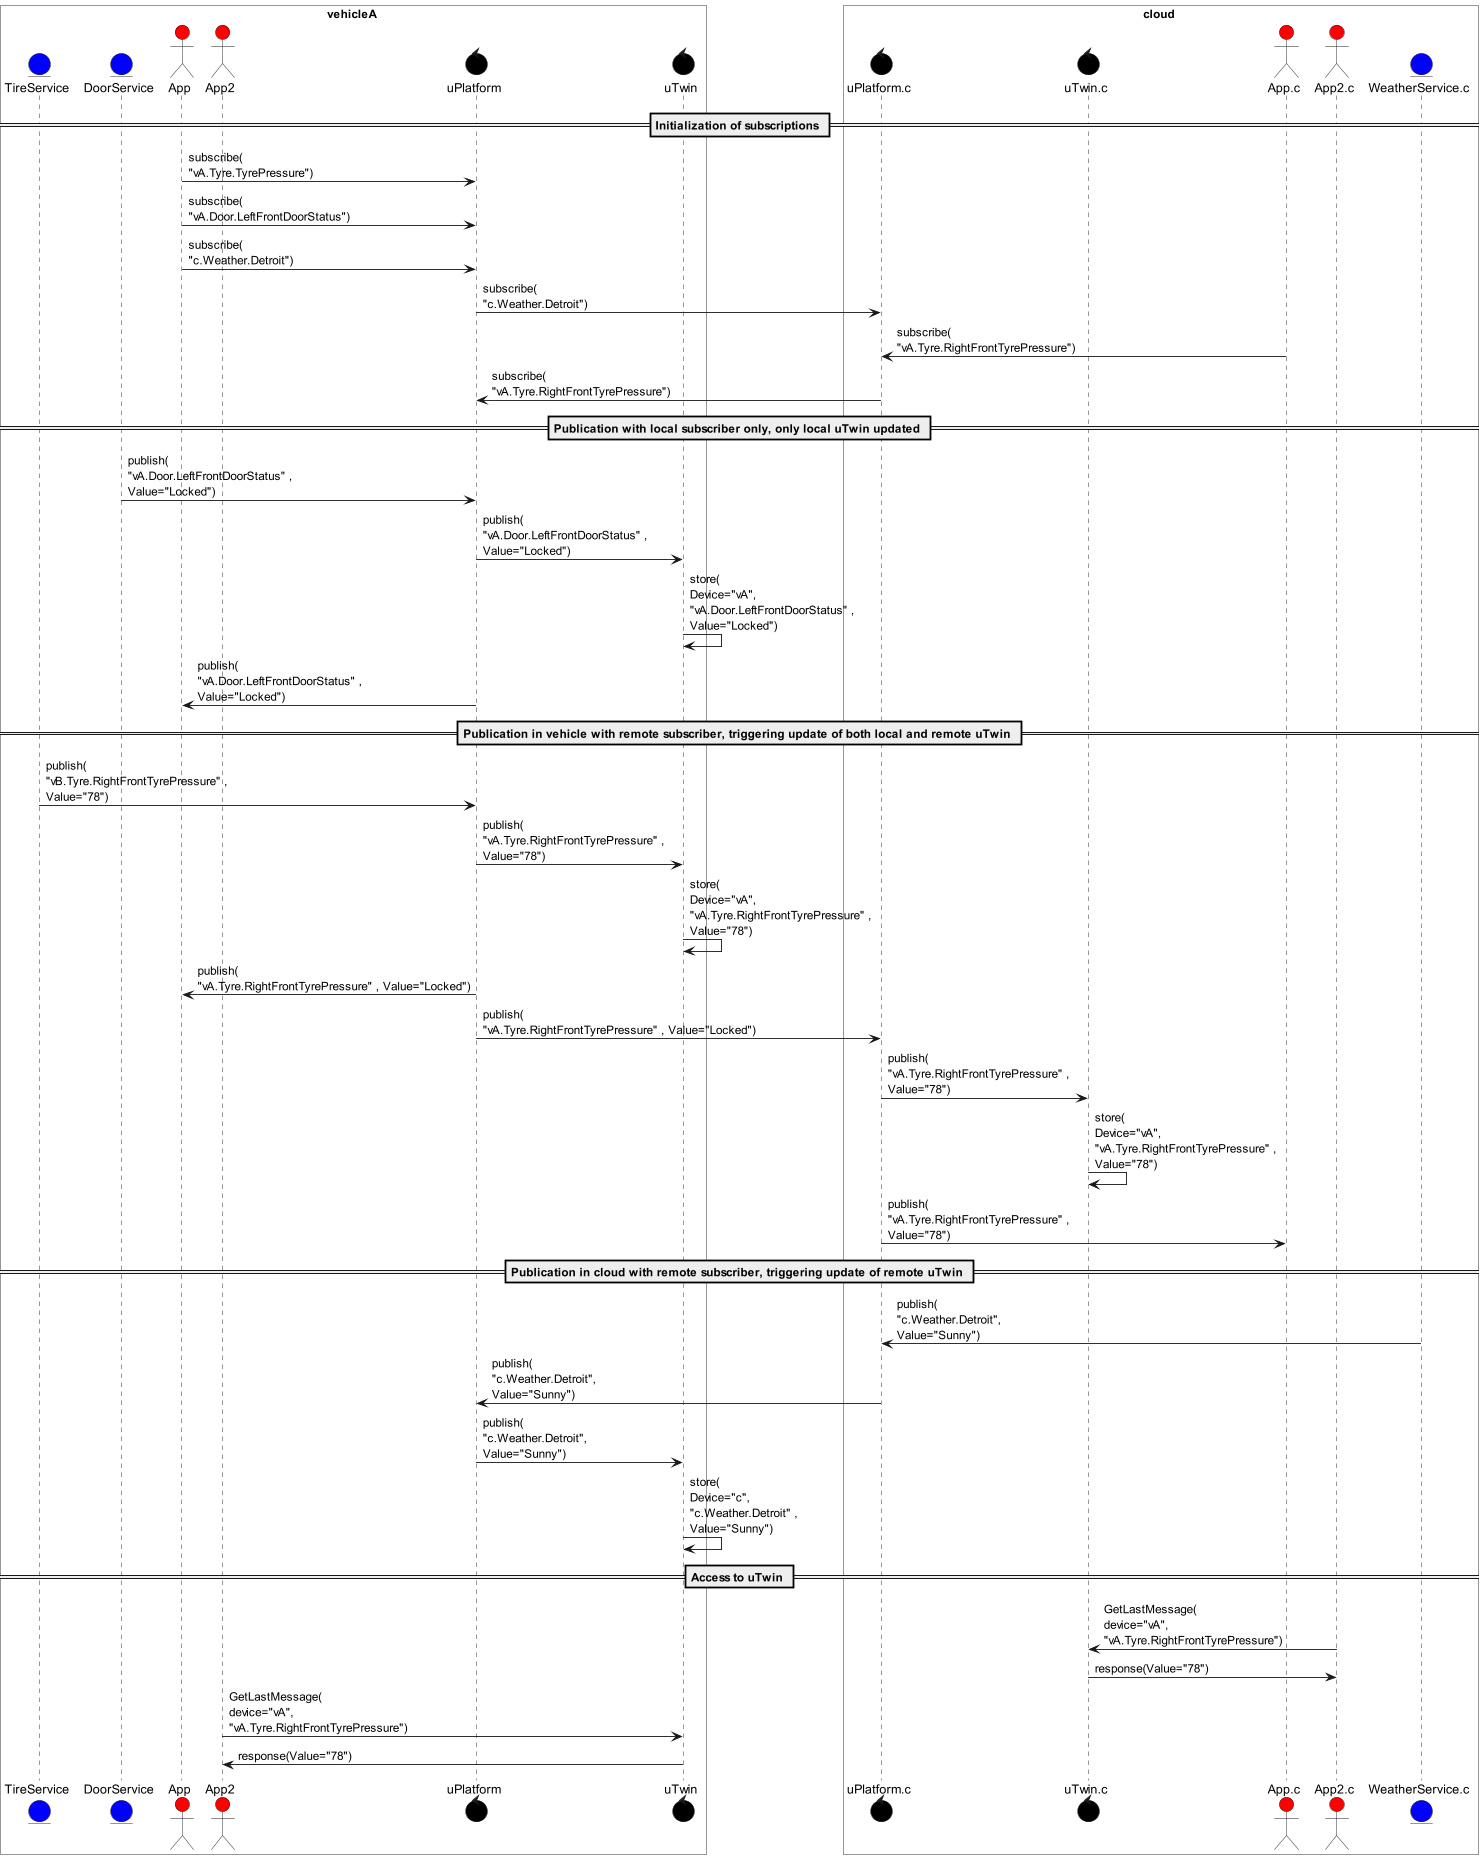 vehicleA
cloud
TireService
DoorService
App
App2
uPlatform
uTwin
uPlatform.c
uTwin.c
App.c
App2.c
WeatherService.c
Initialization of subscriptions
subscribe(
"vA.Tyre.TyrePressure")
subscribe(
"vA.Door.LeftFrontDoorStatus")
subscribe(
"c.Weather.Detroit")
subscribe(
"c.Weather.Detroit")
subscribe(
"vA.Tyre.RightFrontTyrePressure")
subscribe(
"vA.Tyre.RightFrontTyrePressure")
Publication with local subscriber only, only local uTwin updated
publish(
"vA.Door.LeftFrontDoorStatus" ,
Value="Locked")
publish(
"vA.Door.LeftFrontDoorStatus" ,
Value="Locked")
store(
Device="vA",
"vA.Door.LeftFrontDoorStatus" ,
Value="Locked")
publish(
"vA.Door.LeftFrontDoorStatus" ,
Value="Locked")
Publication in vehicle with remote subscriber, triggering update of both local and remote uTwin
publish(
"vB.Tyre.RightFrontTyrePressure" ,
Value="78")
publish(
"vA.Tyre.RightFrontTyrePressure" ,
Value="78")
store(
Device="vA",
"vA.Tyre.RightFrontTyrePressure" ,
Value="78")
publish(
"vA.Tyre.RightFrontTyrePressure" , Value="Locked")
publish(
"vA.Tyre.RightFrontTyrePressure" , Value="Locked")
publish(
"vA.Tyre.RightFrontTyrePressure" ,
Value="78")
store(
Device="vA",
"vA.Tyre.RightFrontTyrePressure" ,
Value="78")
publish(
"vA.Tyre.RightFrontTyrePressure" ,
Value="78")
Publication in cloud with remote subscriber, triggering update of remote uTwin
publish(
"c.Weather.Detroit",
Value="Sunny")
publish(
"c.Weather.Detroit",
Value="Sunny")
publish(
"c.Weather.Detroit",
Value="Sunny")
store(
Device="c",
"c.Weather.Detroit" ,
Value="Sunny")
Access to uTwin
GetLastMessage(
device="vA",
"vA.Tyre.RightFrontTyrePressure")
response(Value="78")
GetLastMessage(
device="vA",
"vA.Tyre.RightFrontTyrePressure")
response(Value="78")
TireService
DoorService
App
App2
uPlatform
uTwin
uPlatform.c
uTwin.c
App.c
App2.c
WeatherService.c